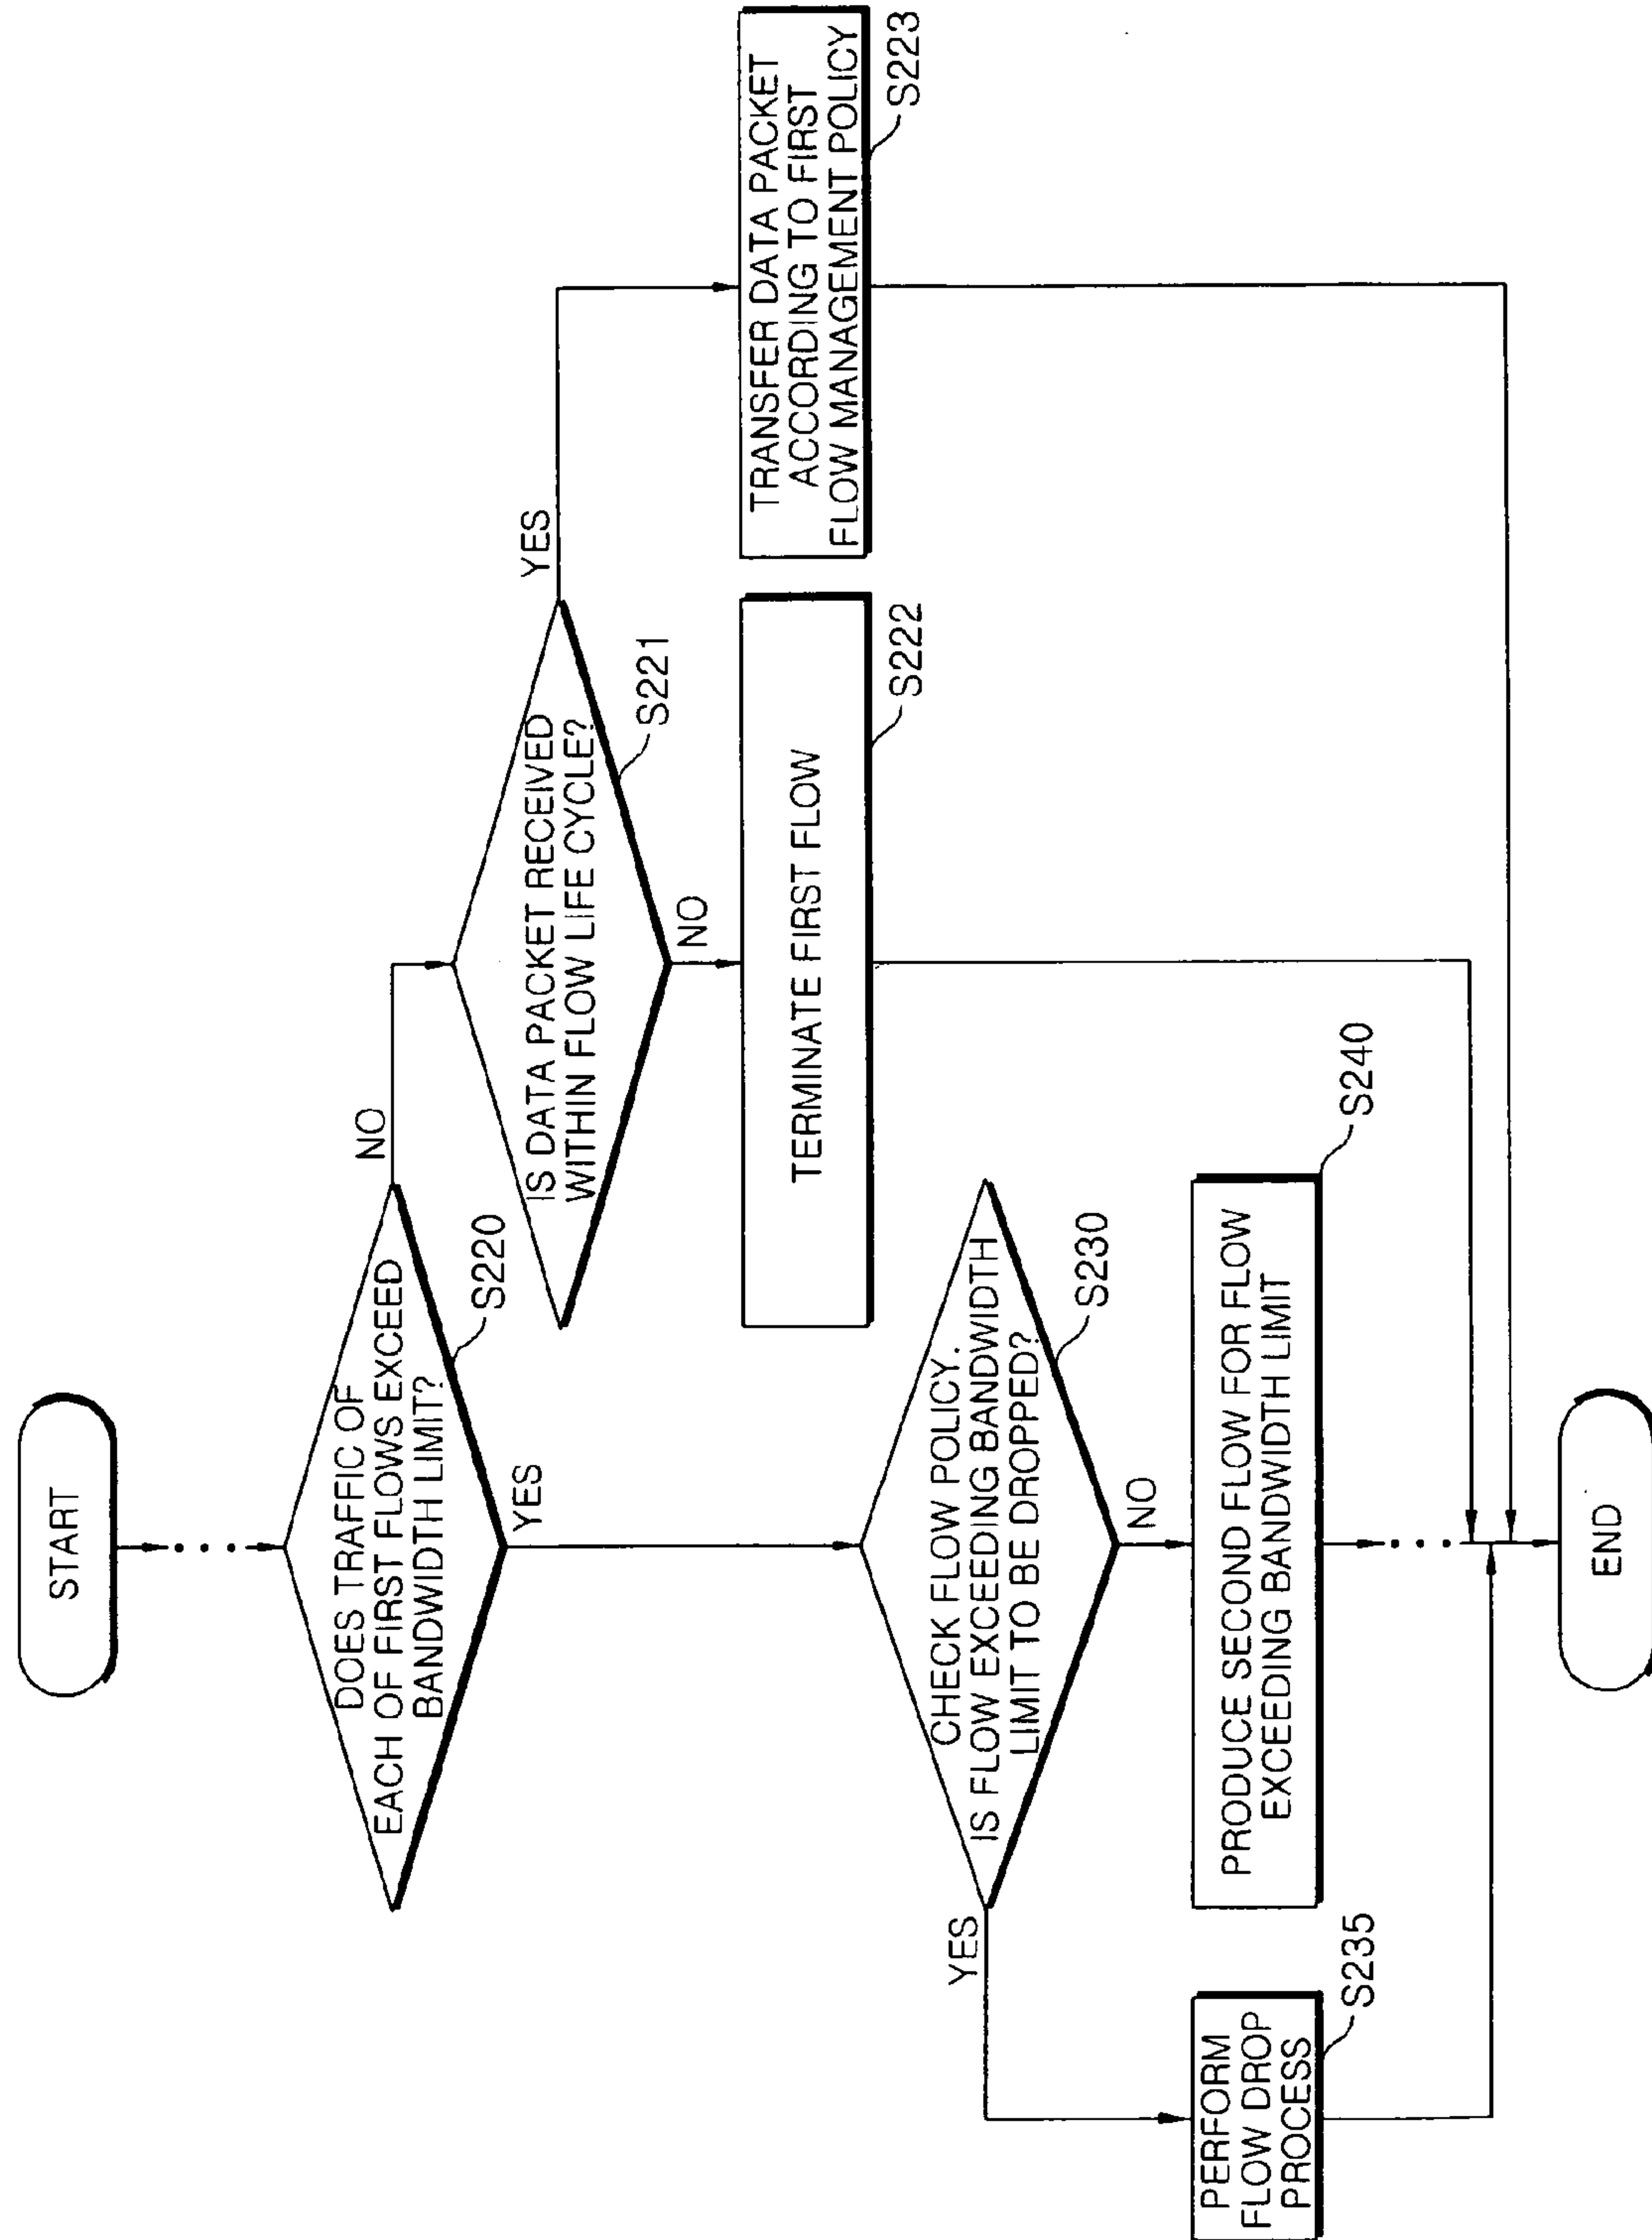 START
DOES TRAFFIC OF
EACH OF FIRST FLOWS EXCEED
BANDWIDTH LIMIT?
S220
NO
YES
IS DATA PACKET RECEIVED
WITHIN FLOW LIFE CYCLE?
S221
YES
NO
TERMINATE FIRST FLOW
S222
TRANSFER DATA PACKET
ACCORDING TO FIRST
FLOW MANAGEMENT POLICY
S223
CHECK FLOW POLICY.
IS FLOW EXCEEDING BANDWIDTH
LIMIT TO BE DROPPED?
S230
YES
NO
PERFORM
FLOW DROP
PROCESS
S235
PRODUCE SECOND FLOW FOR FLOW
EXCEEDING BANDWIDTH LIMIT
S240
END